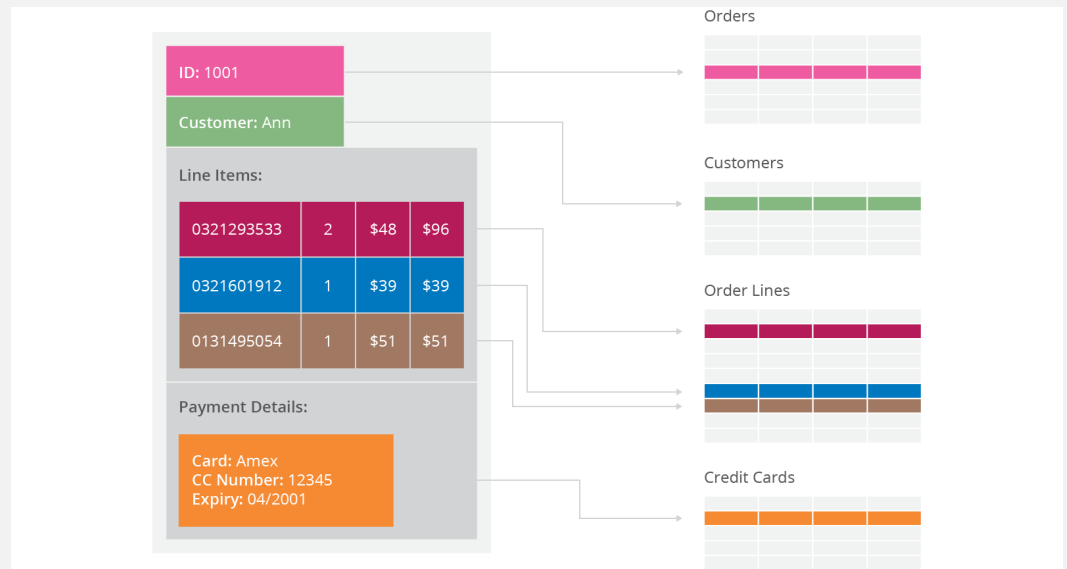 Orders
ID: 1001
Customer: Ann
Customers
Line Items:
0321293533 2 $48 $96
0321601912 1 $39 $39
0131495054 1 $51 $51
Order Lines
Payment Details:
Card: Amex
CC Number: 12345
Expiry: 04/2001
Credit Cards